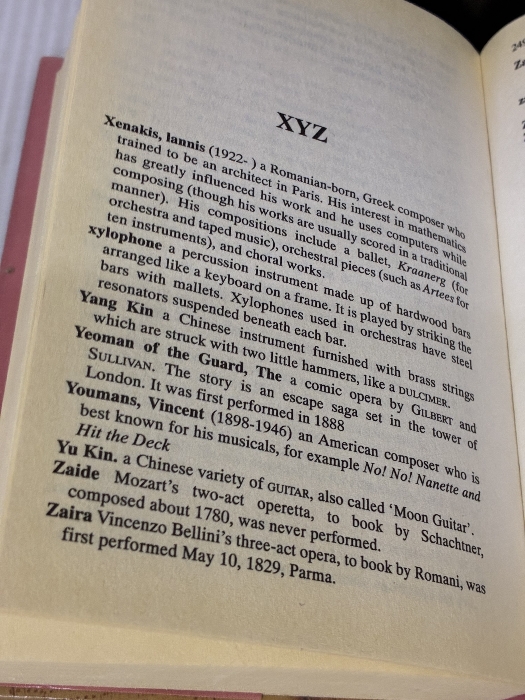 XYZ
Xenakis, Iannis (1922- ) a Romanian-born, Greek composer who
trained to be an architect in Paris. His interest in mathematics
has greatly influenced his work and he uses computers while
composing (though his works are usually scored in a traditional
manner). His compositions include a ballet, Kraanerg (for
orchestra and taped music), orchestral pieces (such as Artees for
ten instruments), and choral works.
xylophone a percussion instrument made up of hardwood bars
arranged like a keyboard on a frame. It is played by striking the
bars with mallets. Xylophones used in orchestras have steel
resonators suspended beneath each bar.
Yang Kin a Chinese instrument furnished with brass strings
which are struck with two little hammers, like a DULCIMER.
Yeoman of the Guard, The a comic opera by GILBERT and
SULLIVAN. The story is an escape saga set in the tower of
London. It was first performed in 1888
Youmans, Vincent (1898-1946) an American composer who is
best known for his musicals, for example No! No! Nanette and
Hit the Deck
Yu Kin. a Chinese variety of GUITAR, also called 'Moon Guitar'.
Zaide Mozart's two-act operetta, to book by Schachtner,
composed about 1780, was never performed.
Zaira Vincenzo Bellini's three-act opera, to book by Romani, was
first performed May 10, 1829, Parma.